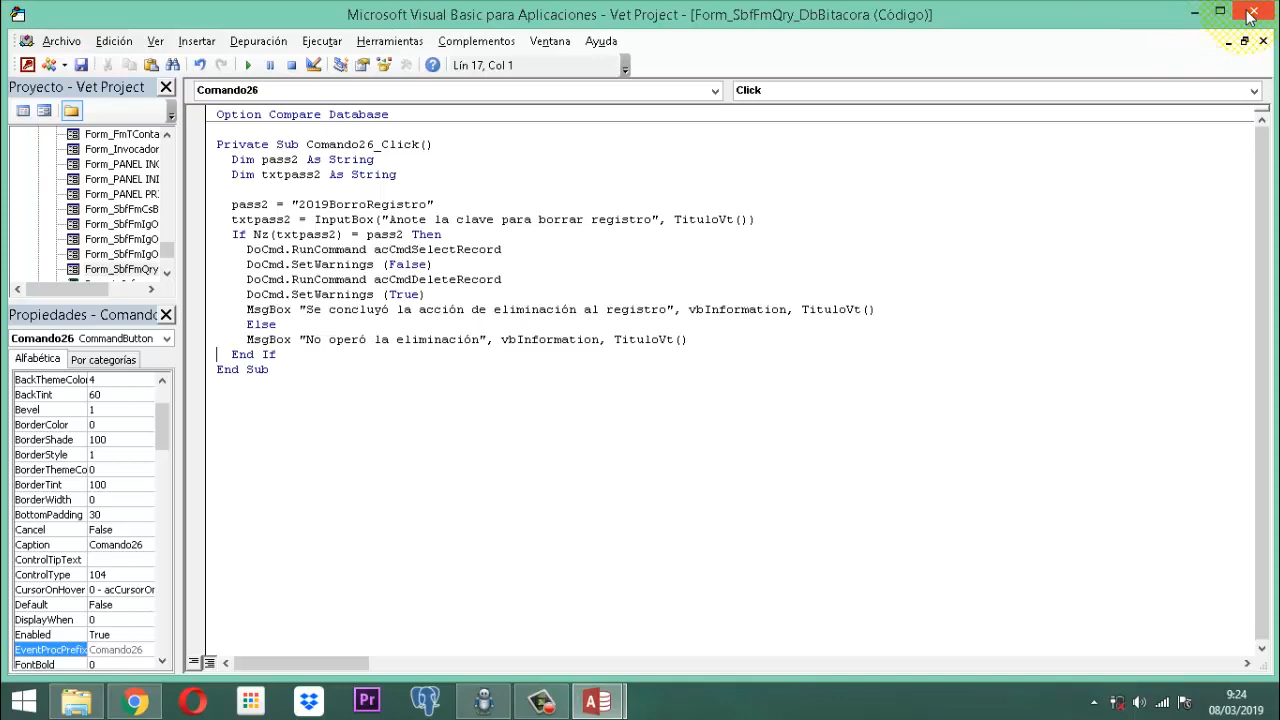 Microsoft Visual Basic para Aplicaciones - Vet Project - [Form_SbfFmQry_DbBitacora (Código)]
Archivo Edición Ver Insertar Depuración Ejecutar Herramientas Complementos Ventana Ayuda
Lín 17, Col 1
Proyecto - Vet Project
Form_FmTConta
Form_Invocador
Form_PANEL INC
Form_PANEL INI
Form_PANEL PR
Form_SbfFmCsB
Form_SbfFmIgO
Form_SbfFmIgO
Form_SbfFmIgO
Form_SbfFmQry
Propiedades - Comando
Comando26 CommandButton
Alfabética Por categorías
BackThemeColor 4
BackTint 60
Bevel 1
BorderColor 0
BorderShade 100
BorderStyle 1
BorderThemeCo 0
BorderTint 100
BorderWidth 0
BottomPadding 30
Cancel False
Caption Comando26
ControlTipText
ControlType 104
CursorOnHover 0 - acCursorOn
Default False
DisplayWhen 0
Enabled True
EventProcPrefix Comando26
FontBold 0
Comando26 Click
Option Compare Database
Private Sub Comando26_Click()
Dim pass2 As String
Dim txtpass2 As String
pass2 = "2019BorroRegistro"
txtpass2 = InputBox("Anote la clave para borrar registro", TituloVt())
If Nz(txtpass2) = pass2 Then
DoCmd.RunCommand acCmdSelectRecord
DoCmd.SetWarnings (False)
DoCmd.RunCommand acCmdDeleteRecord
DoCmd.SetWarnings (True)
MsgBox "Se concluyó la acción de eliminación al registro", vbInformation, TituloVt()
Else
MsgBox "No operó la eliminación", vbInformation, TituloVt()
End If
End Sub
Pr
9:24
08/03/2019